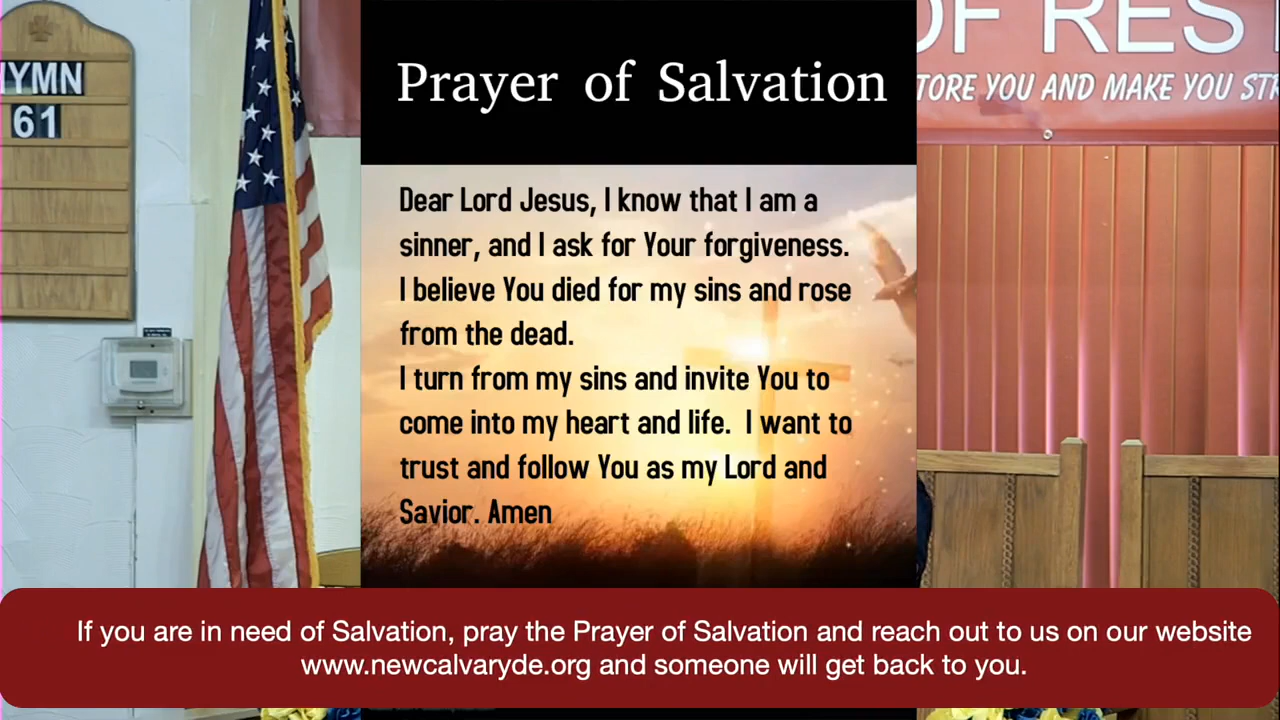 YMN
61
OF REST
TORE YOU AND MAKE YOU STR
Prayer of Salvation
Dear Lord Jesus, I know that I am a
sinner, and I ask for Your forgiveness.
I believe You died for my sins and rose
from the dead.
I turn from my sins and invite You to
come into my heart and life. I want to
trust and follow You as my Lord and
Savior. Amen
If you are in need of Salvation, pray the Prayer of Salvation and reach out to us on our website
www.newcalvaryde.org and someone will get back to you.